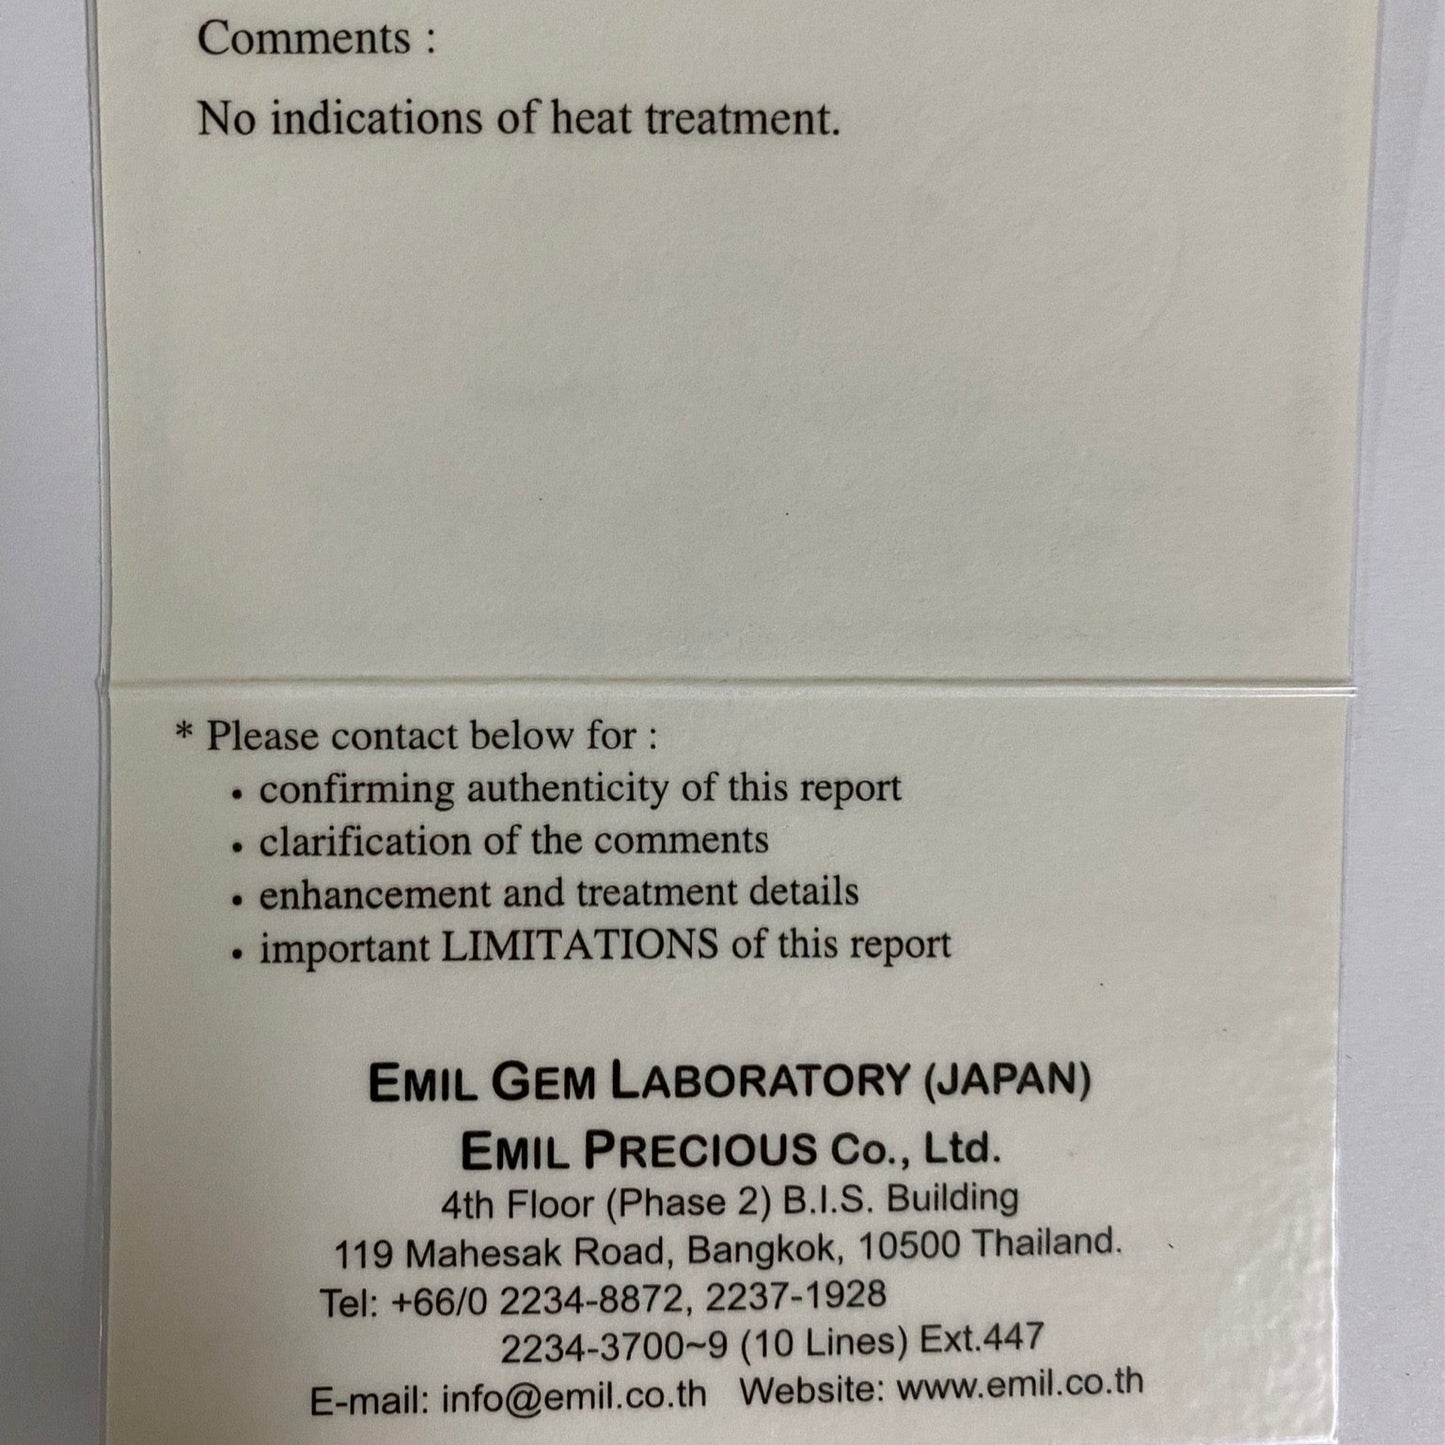 Comments :
No indications of heat treatment.
* Please contact below for :
• confirming authenticity of this report
• clarification of the comments
• enhancement and treatment details
• important LIMITATIONS of this report
EMIL GEM LABORATORY (JAPAN)
EMIL PRECIOUS Co., Ltd.
4th Floor (Phase 2) B.I.S. Building
119 Mahesak Road, Bangkok, 10500 Thailand.
Tel: +66/0 2234-8872, 2237-1928
2234-3700~9 (10 Lines) Ext.447
E-mail: info@emil.co.th Website: www.emil.co.th